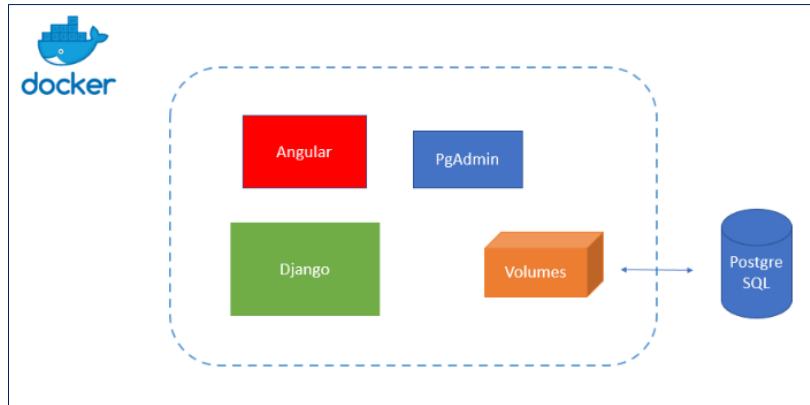 docker
Angular
PgAdmin
Django
Volumes
Postgre
SQL